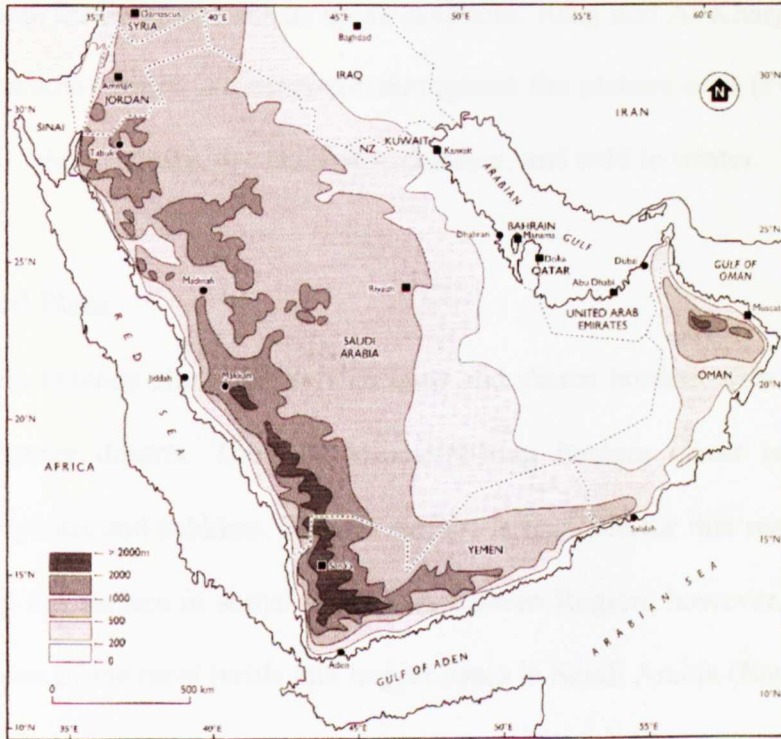 35°E
40°E
45°E
50°E
55°E
60°E
Damascus
SYRIA
Baghdad
IRAQ
IRAN
N
Amman
JORDAN
30°N
30°N
SINAI
Tabuk
NZ
KUWAIT
Kuwait
ARABIAN GULF
Dhahran
BAHRAIN
Manama
Doha
QATAR
Dubai
GULF OF OMAN
Abu Dhabi
UNITED ARAB EMIRATES
Muscat
25°N
25°N
Madinah
Riyadh
SAUDI ARABIA
OMAN
RED SEA
Jiddah
Makkah
20°N
20°N
AFRICA
Salalah
YEMEN
Sana'a
15°N
15°N
ARABIAN SEA
Aden
GULF OF ADEN
> 2000m
2000
1000
500
200
0
0
500 km
10°N
10°N
35°E
40°E
45°E
50°E
55°E